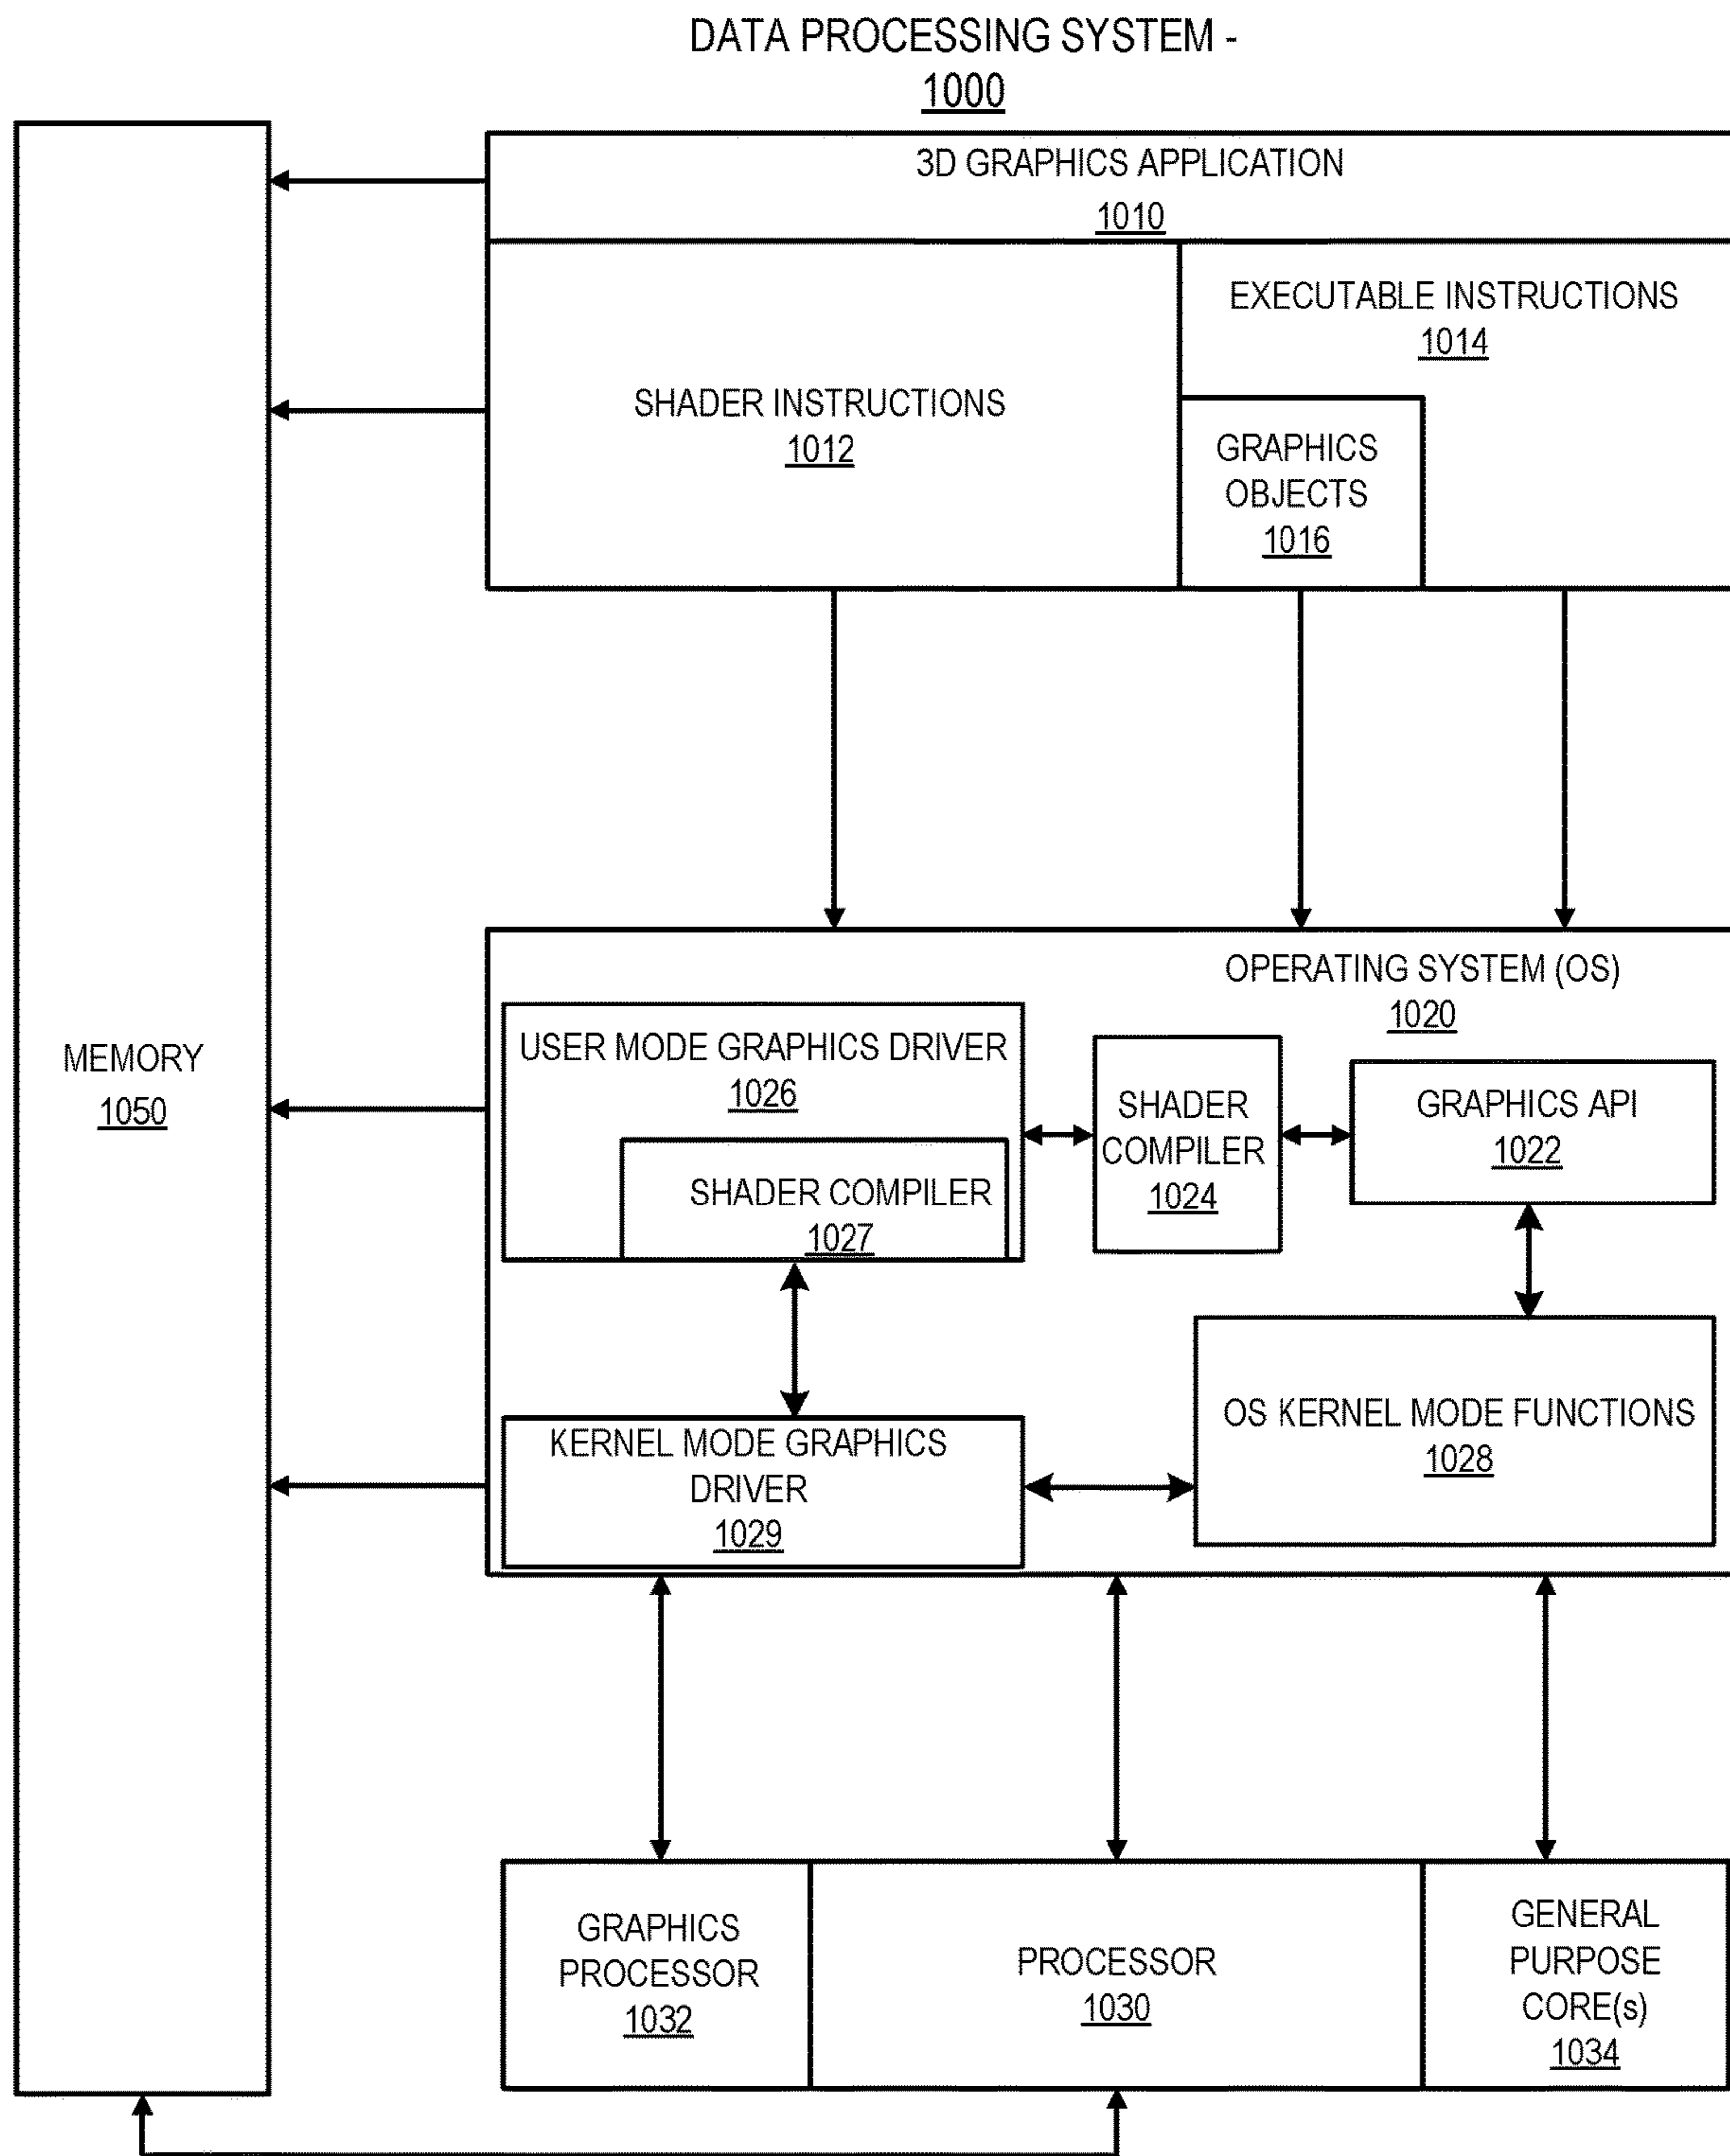 DATA PROCESSING SYSTEM -
1000
3D GRAPHICS APPLICATION
1010
EXECUTABLE INSTRUCTIONS
1014
SHADER INSTRUCTIONS
1012
GRAPHICS
OBJECTS
1016
MEMORY
1050
OPERATING SYSTEM (OS)
1020
USER MODE GRAPHICS DRIVER
1026
SHADER COMPILER
1027
SHADER
COMPILER
1024
GRAPHICS API
1022
KERNEL MODE GRAPHICS
DRIVER
1029
OS KERNEL MODE FUNCTIONS
1028
GRAPHICS
PROCESSOR
1032
PROCESSOR
1030
GENERAL
PURPOSE
CORE(s)
1034